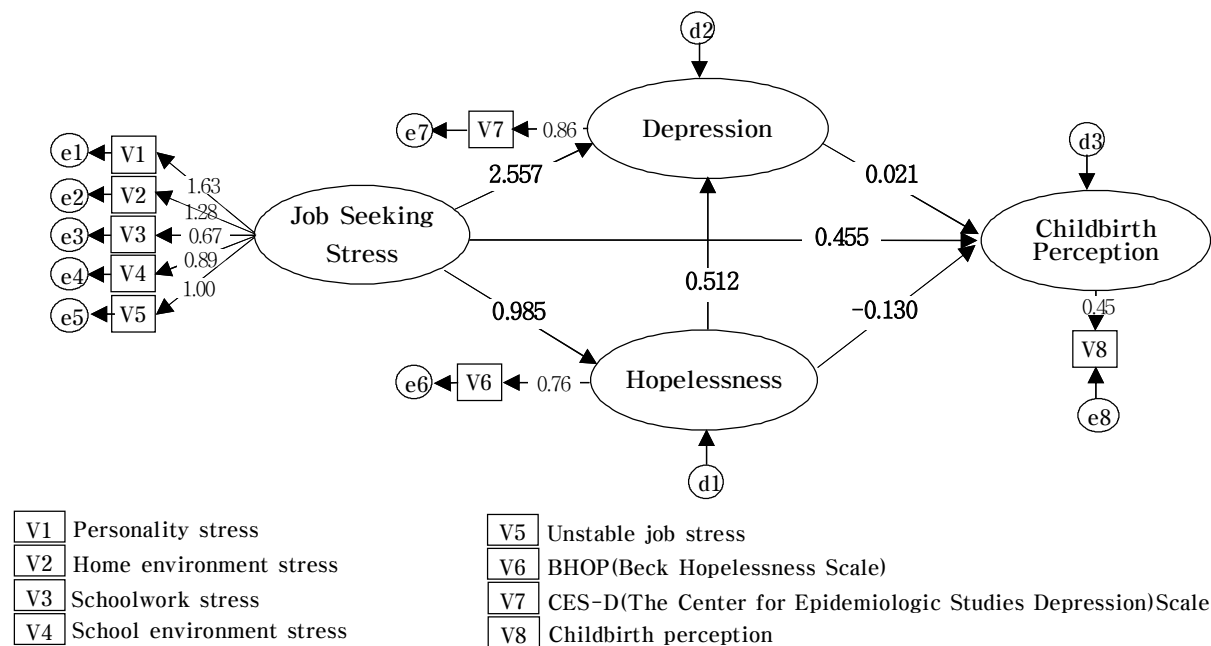 d2
Depression
e7
V7
0.86
d3
e1
V1
e2
V2
e3
V3
e4
V4
e5
V5
1.63
1.28
0.67
0.89
1.00
Job Seeking
Stress
2.557
0.021
Childbirth
Perception
0.455
0.512
0.985
-0.130
0.45
V8
e8
e6
V6
0.76
Hopelessness
d1
V1 Personality stress
V2 Home environment stress
V3 Schoolwork stress
V4 School environment stress
V5 Unstable job stress
V6 BHOP(Beck Hopelessness Scale)
V7 CES-D(The Center for Epidemiologic Studies Depression)Scale
V8 Childbirth perception